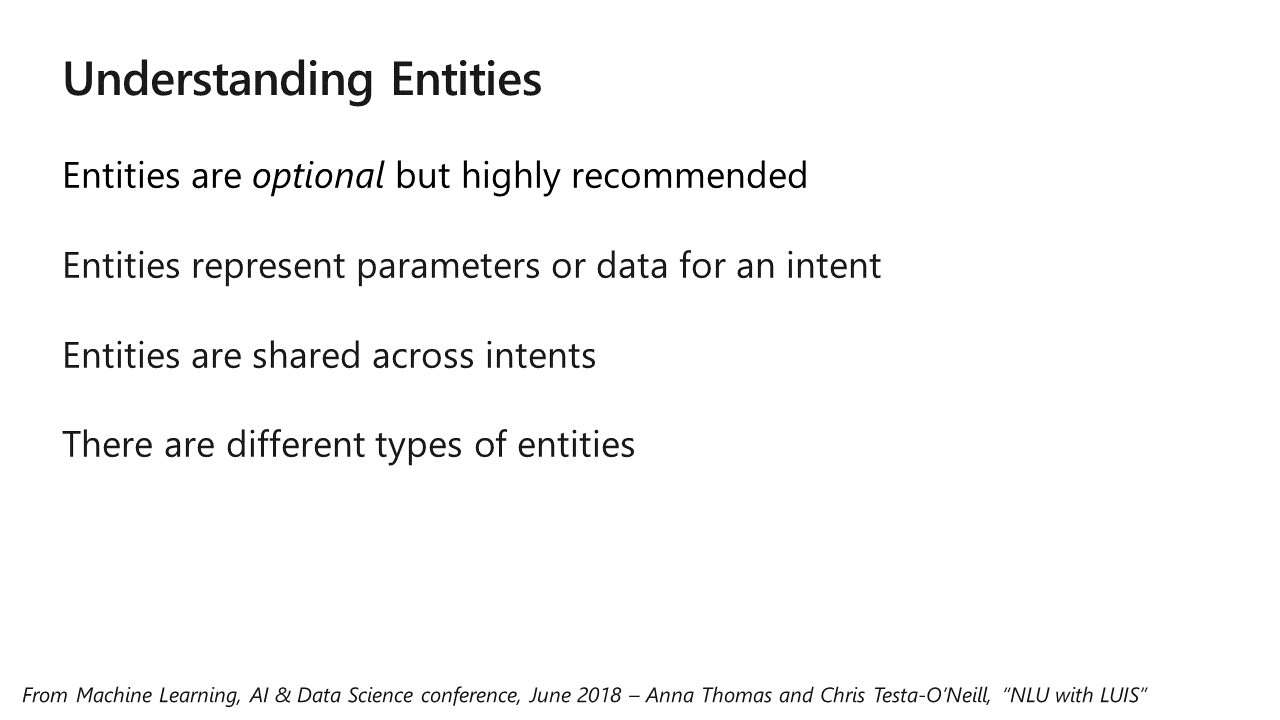 Understanding Entities
Entities are optional but highly recommended
Entities represent parameters or data for an intent
Entities are shared across intents
There are different types of entities
From Machine Learning, AI & Data Science conference, June 2018 – Anna Thomas and Chris Testa-O’Neill, “NLU with LUIS”